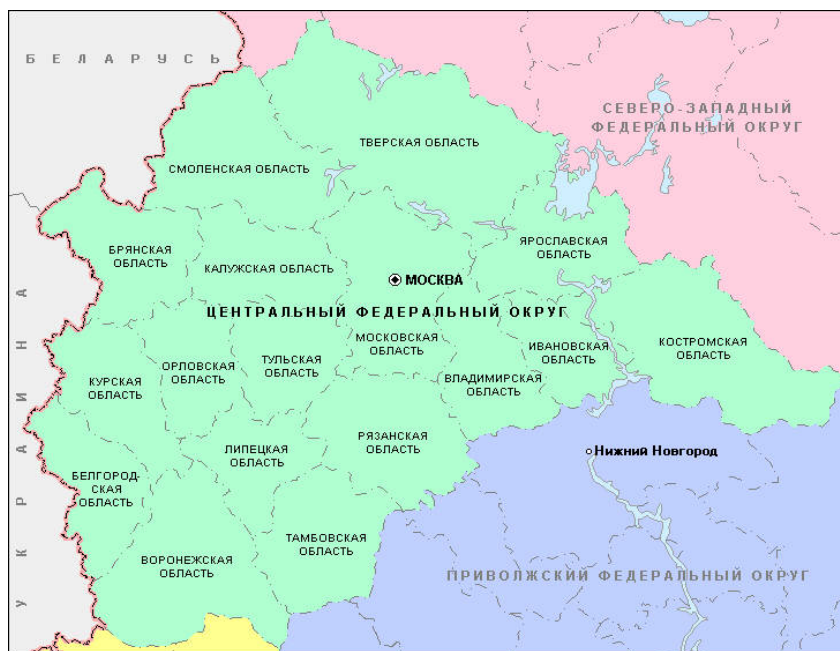 БЕЛАРУСЬ
СЕВЕРО-ЗАПАДНЫЙ
ФЕДЕРАЛЬНЫЙ ОКРУГ
ТВЕРСКАЯ ОБЛАСТЬ
СМОЛЕНСКАЯ ОБЛАСТЬ
БРЯНСКАЯ
ОБЛАСТЬ
ЯРОСЛАВСКАЯ
ОБЛАСТЬ
КАЛУЖСКАЯ ОБЛАСТЬ
МОСКВА
ЦЕНТРАЛЬНЫЙ ФЕДЕРАЛЬНЫЙ ОКРУГ
МОСКОВСКАЯ
ОБЛАСТЬ
ИВАНОВСКАЯ
ОБЛАСТЬ
КОСТРОМСКАЯ
ОБЛАСТЬ
ТУЛЬСКАЯ
ОБЛАСТЬ
ОРЛОВСКАЯ
ОБЛАСТЬ
КУРСКАЯ
ОБЛАСТЬ
ВЛАДИМИРСКАЯ
ОБЛАСТЬ
РЯЗАНСКАЯ
ОБЛАСТЬ
ЛИПЕЦКАЯ
ОБЛАСТЬ
Нижний Новгород
БЕЛГОРОД-
СКАЯ
ОБЛАСТЬ
ТАМБОВСКАЯ
ОБЛАСТЬ
ВОРОНЕЖСКАЯ
ОБЛАСТЬ
ПРИВОЛЖСКИЙ ФЕДЕРАЛЬНЫЙ ОКРУГ
УКРАИНА